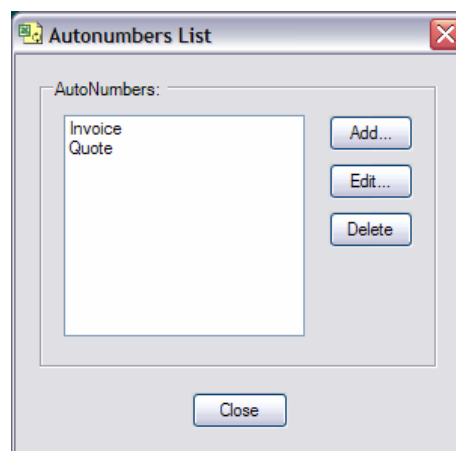 Autonumbers List
AutoNumbers:
Invoice
Quote
Add...
Edit...
Delete
Close